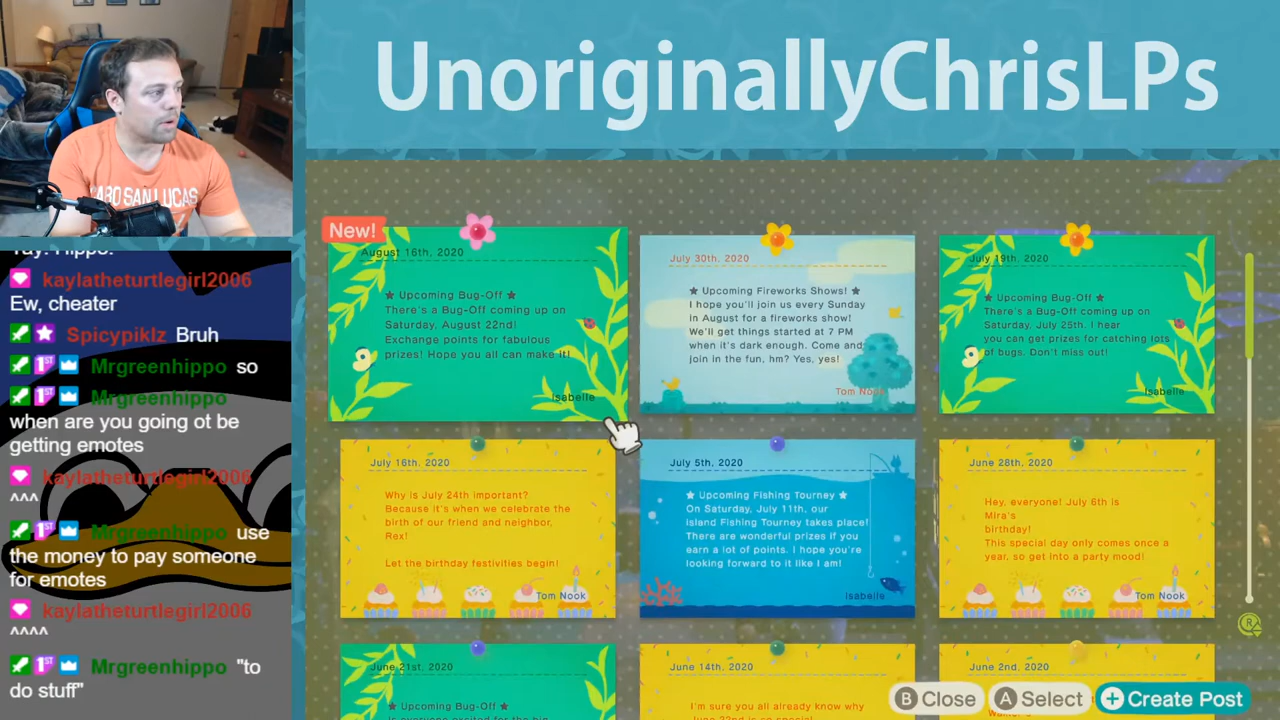 UnoriginallyChrisLPs
CABO SAN LUCAS
kaylatheturtlegirl2006
Ew, cheater
Spicypiklz Bruh
Mrgreenhippo so
Mrgreenhippo
when are you going ot be
getting emotes
kaylatheturtlegirl2006
^^^
Mrgreenhippo use
the money to pay someone
for emotes
kaylatheturtlegirl2006
^^^^
Mrgreenhippo "to
do stuff"
New!
August 16th, 2020
★ Upcoming Bug-Off ★
There's a Bug-Off coming up on
Saturday, August 22nd!
Exchange points for fabulous
prizes! Hope you all can make it!
Isabelle
July 30th, 2020
★ Upcoming Fireworks Shows! ★
I hope you'll join us every Sunday
in August for a fireworks show!
We'll get things started at 7 PM
when it's dark enough. Come and
join in the fun, hm? Yes, yes!
Tom Nook
July 19th, 2020
★ Upcoming Bug-Off ★
There's a Bug-Off coming up on
Saturday, July 25th. I hear
you can get prizes for catching lots
of bugs. Don't miss out!
Isabelle
July 16th, 2020
Why is July 24th important?
Because it's when we celebrate the
birth of our friend and neighbor,
Rex!
Let the birthday festivities begin!
Tom Nook
July 5th, 2020
★ Upcoming Fishing Tourney ★
On Saturday, July 11th, our
island Fishing Tourney takes place!
There are wonderful prizes if you
earn a lot of points. I hope you're
looking forward to it like I am!
Isabelle
June 28th, 2020
Hey, everyone! July 6th is
Mira's
birthday!
This special day only comes once a
year, so get into a party mood!
Tom Nook
June 21st, 2020
★ Upcoming Bug-Off ★
June 14th, 2020
I'm sure you all already know why
June 2nd, 2020
R
B Close
A Select
+ Create Post